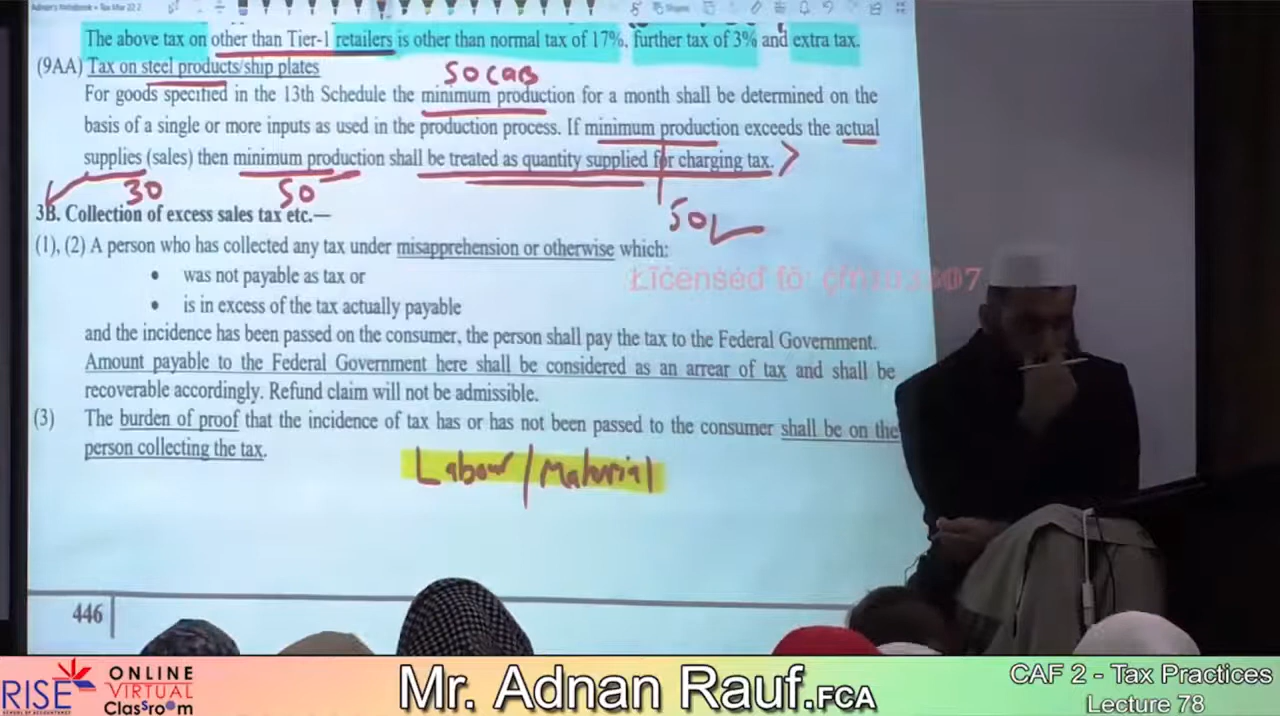 The above tax on other than Tier-1 retailers is other than normal tax of 17%, further tax of 3% and extra tax.
(9AA) Tax on steel products/ship plates
50 cars
For goods specified in the 13th Schedule the minimum production for a month shall be determined on the
basis of a single or more inputs as used in the production process. If minimum production exceeds the actual
supplies (sales) then minimum production shall be treated as quantity supplied for charging tax.
30 50
50
3B. Collection of excess sales tax etc.—
(1), (2) A person who has collected any tax under misapprehension or otherwise which:
• was not payable as tax or
• is in excess of the tax actually payable
and the incidence has been passed on the consumer, the person shall pay the tax to the Federal Government.
Amount payable to the Federal Government here shall be considered as an arrear of tax and shall be
recoverable accordingly. Refund claim will not be admissible.
(3) The burden of proof that the incidence of tax has or has not been passed to the consumer shall be on the
person collecting the tax.
Labour / Material
446
RISE
ONLINE
VIRTUAL
Classroom
Mr. Adnan Rauf.FCA
CAF 2 - Tax Practices
Lecture 78